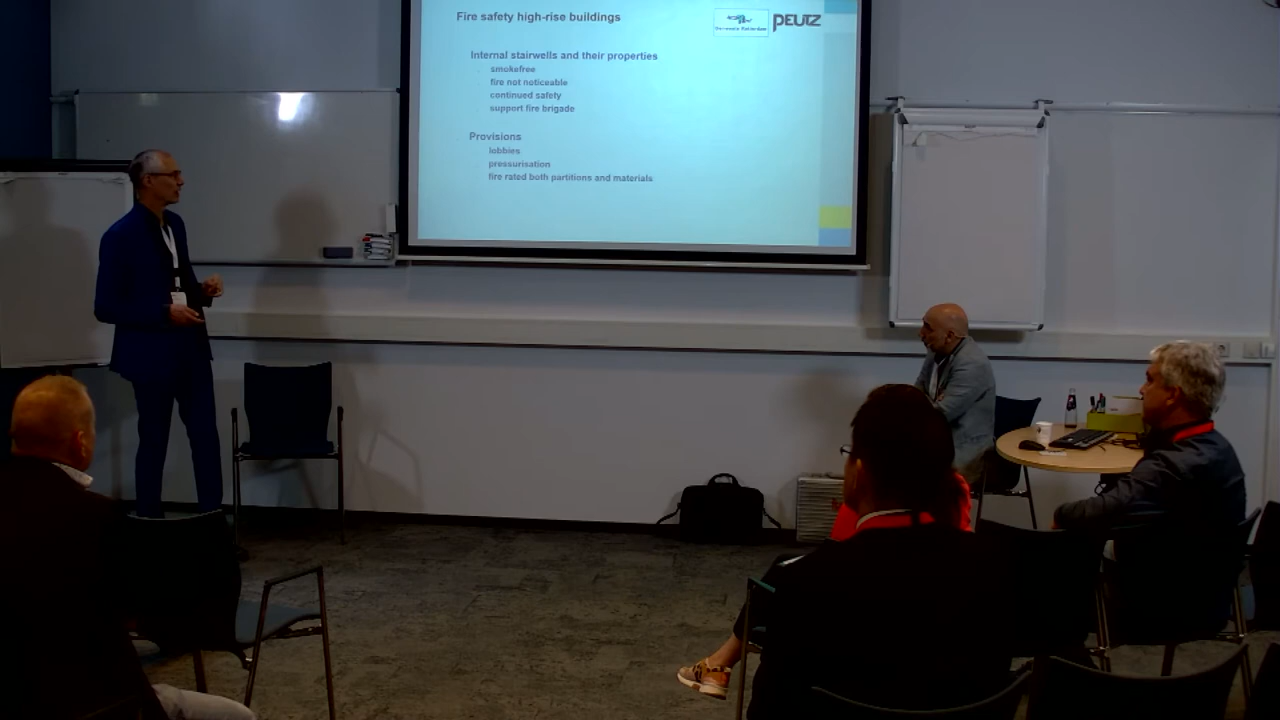 Fire safety high-rise buildings
PEUTZ
Internal stairwells and their properties
smokefree
fire not noticeable
continued safety
support fire brigade
Provisions
lobbies
pressurisation
fire rated both partitions and materials